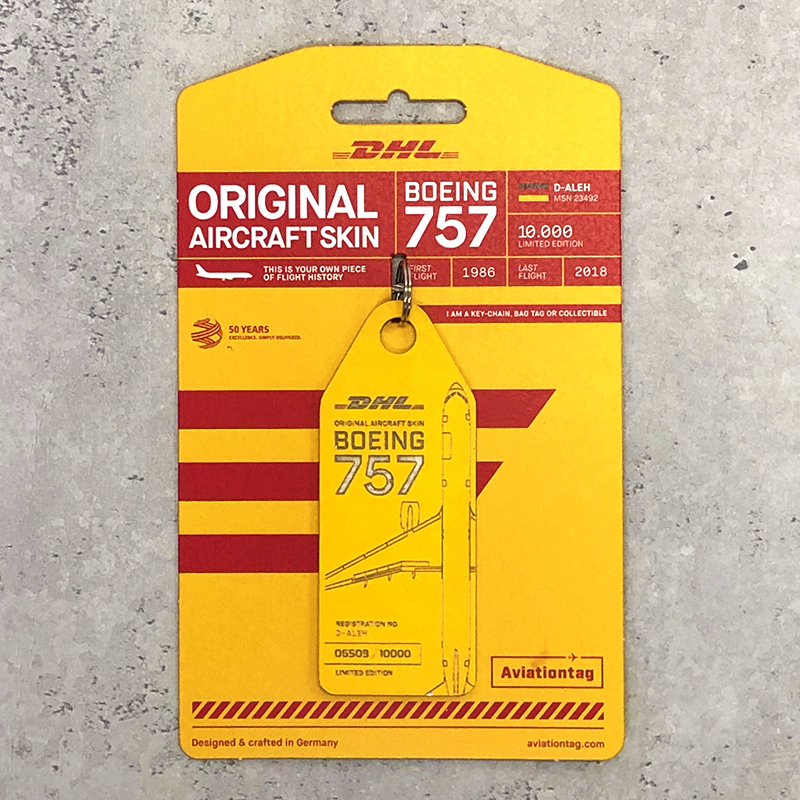 DHL
ORIGINAL
AIRCRAFT SKIN
BOEING
757
D-ALEH
MSN 23492
10.000
LIMITED EDITION
THIS IS YOUR OWN PIECE
OF FLIGHT HISTORY
FIRST
FLIGHT
1986
LAST
FLIGHT
2018
I AM A KEY-CHAIN, BAG TAG OR COLLECTIBLE
50 YEARS
EXCELLENCE. SIMPLY DELIVERED.
DHL
ORIGINAL AIRCRAFT SKIN
BOEING
757
REGISTRATION NO.
D-ALEH
06509 / 10000
LIMITED EDITION
Aviationtag
Designed & crafted in Germany
aviationtag.com